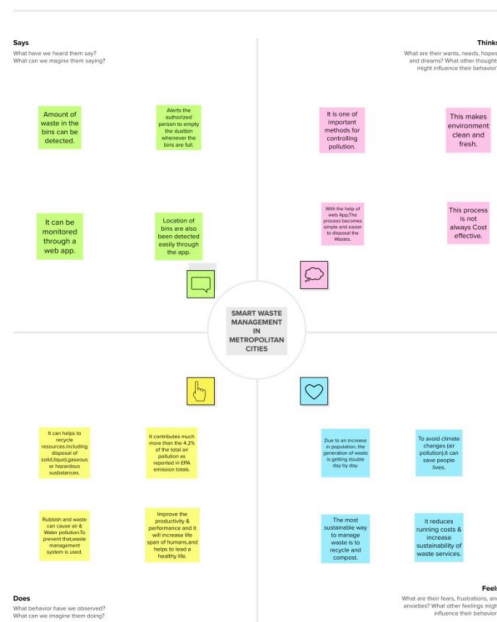 Says
What have we heard them say?
What can we magine them saying?
Thinks
What are their wants, needs, hopes
and dreams? What other thoughts
might influence their behavior
Amount of
waste in the
bins can be
detected.
Alerts the
authorized
person to empty
the dustbin
whenever the
bins are full.
It is one of
important
methods for
controlling
pollution.
This makes
environment
clean and
fresh.
It can be
monitored
through a
web app.
Location of
bins are also
been detected
easily through
the app.
With the help of
web App,The
process becomes
simple and easier
to disposal the
Wastes.
This process
is not
always Cost
effective.
SMART WASTE
MANAGEMENT
IN
METROPOLITAN
CITIES
It can helps to
recycle
resources.including
disposal of
solid,liquid,gaseous
or hazardous
It contributes much
more than the 4.2%
of the total air
pollution as
reported in EPA
emission totals.
Due to an increase
in population, the
generation of waste
is getting double
day by day.
To avoid climate
changes (air
pollution),it can
save people
lives.
Rubbish and waste
can cause air &
Water pollution.To
prevent that,waste
management
system is used.
Improve the
productivity &
performance and it
will increase life
span of humans,and
helps to lead a
healthy life.
The most
sustainable way
to manage
waste is to
recycle and
compost.
it reduces
running costs &
increase
sustainability of
waste services.
Does
What behavior have we observed?
What can we imagine them doing?
Feels
What are their fears, frustrations, and
anxieties? What other feelings might
influence their behavior